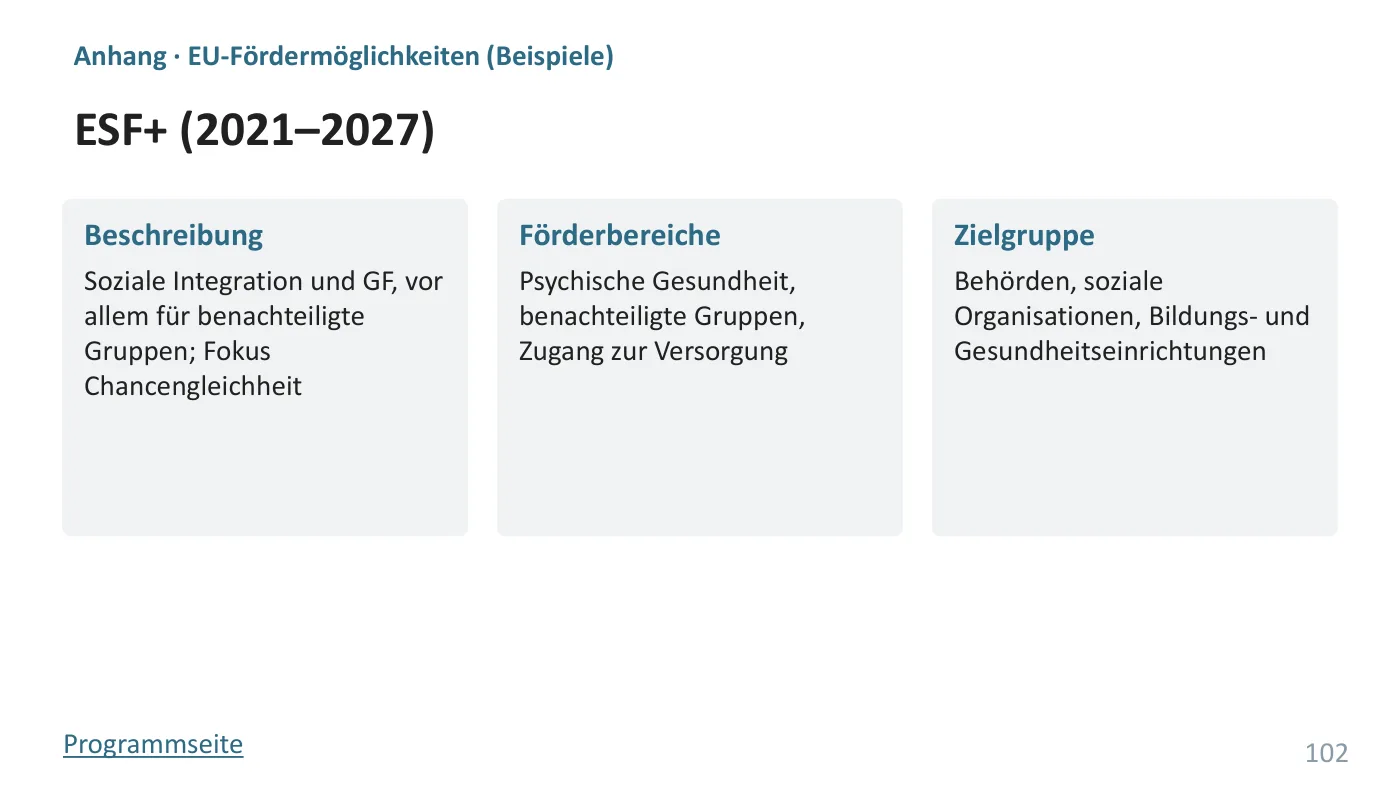 Anhang · EU-Fördermöglichkeiten (Beispiele)
ESF+ (2021–2027)
Beschreibung
Soziale Integration und GF, vor
allem für benachteiligte
Gruppen; Fokus
Chancengleichheit
Förderbereiche
Psychische Gesundheit,
benachteiligte Gruppen,
Zugang zur Versorgung
Zielgruppe
Behörden, soziale
Organisationen, Bildungs- und
Gesundheitseinrichtungen
Programmseite
102